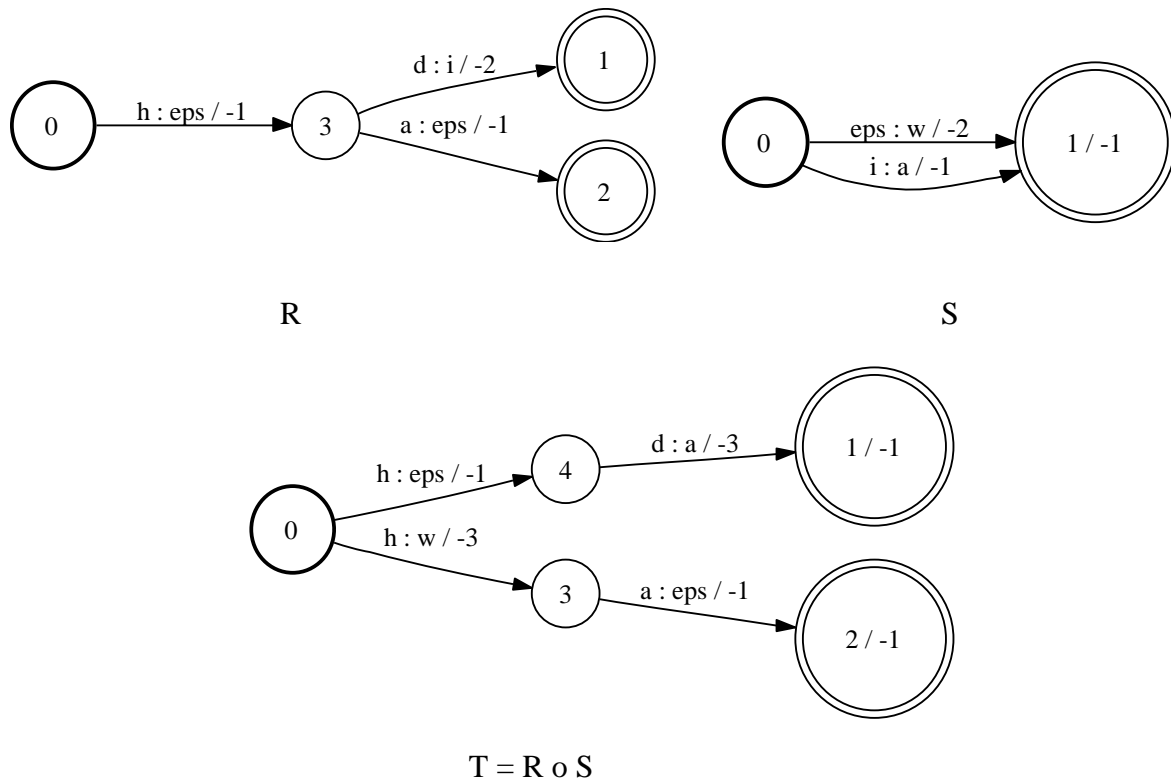 d : i / -2
1
h : eps / -1
0
3
a : eps / -1
2
R
eps : w / -2
0
1 / -1
i : a / -1
S
d : a / -3
1 / -1
h : eps / -1
4
0
h : w / -3
3
a : eps / -1
2 / -1
T = R o S